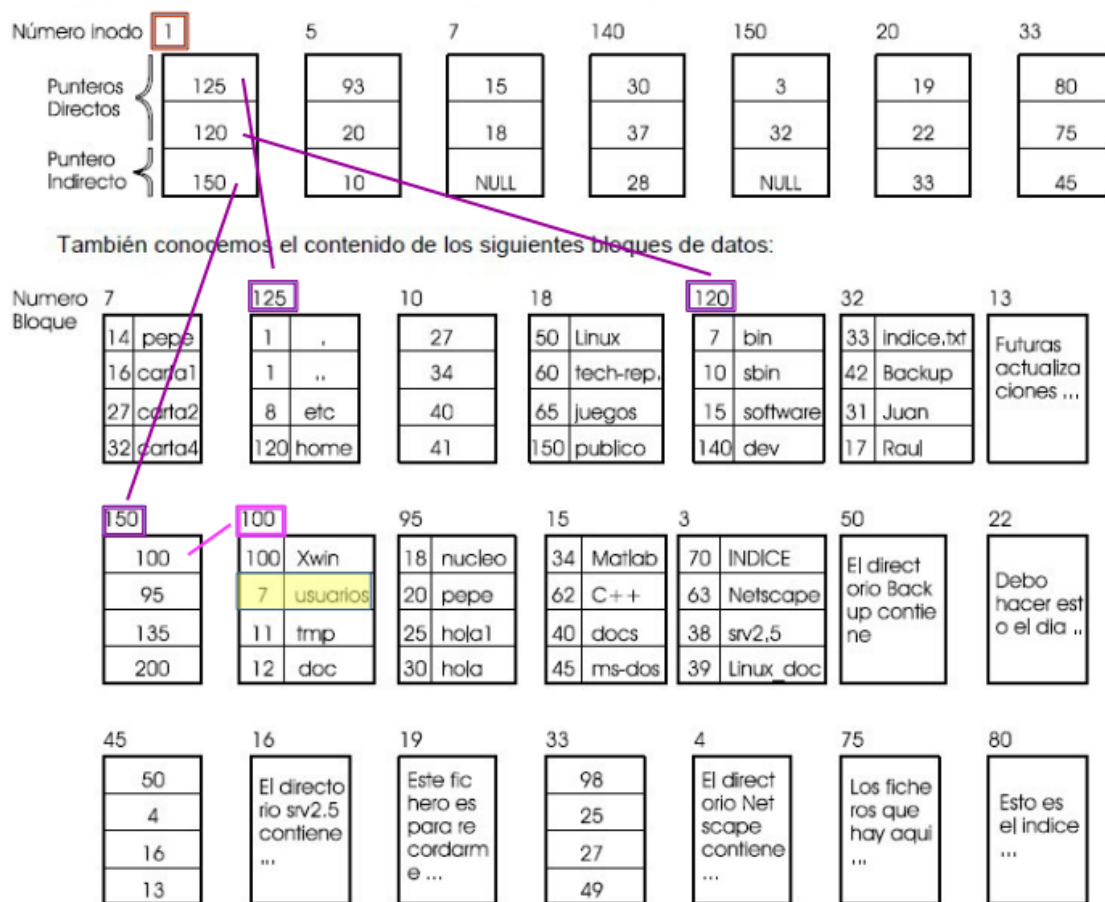 Número inodo 1 5 7 140 150 20 33
Punteros Directos 125 93 15 30 3 19 80
120 20 18 37 32 22 75
Puntero Indirecto 150 10 NULL 28 NULL 33 45
También conocemos el contenido de los siguientes bloques de datos:
Numero Bloque 7 125 10 18 120 32 13
14 pepe 1 . 27 50 Linux 7 bin 33 indice.txt Futuras
16 carta1 1 .. 34 60 tech-rep. 10 sbin 42 Backup actualiza
27 carta2 8 etc 40 65 juegos 15 software 31 Juan ciones ...
32 carta4 120 home 41 150 publico 140 dev 17 Raul
150 100 95 15 3 50 22
100 100 Xwin 18 nucleo 34 Matlab 70 INDICE El direct
95 7 usuarios 20 pepe 62 C++ 63 Netscape orio Back Debo
135 11 tmp 25 hola1 40 docs 38 srv2,5 up contie hacer est
200 12 doc 30 hola 45 ms-dos 39 Linux_doc ne o el dia ..
45 16 19 33 4 75 80
50 El directo Este fic 98 El direct Los fiche
4 rio srv2.5 hero es 25 orio Net ros que Esto es
16 contiene para re 27 scape hay aqui el indice
13 ... cordarm 49 contiene ... ...
e ... ...